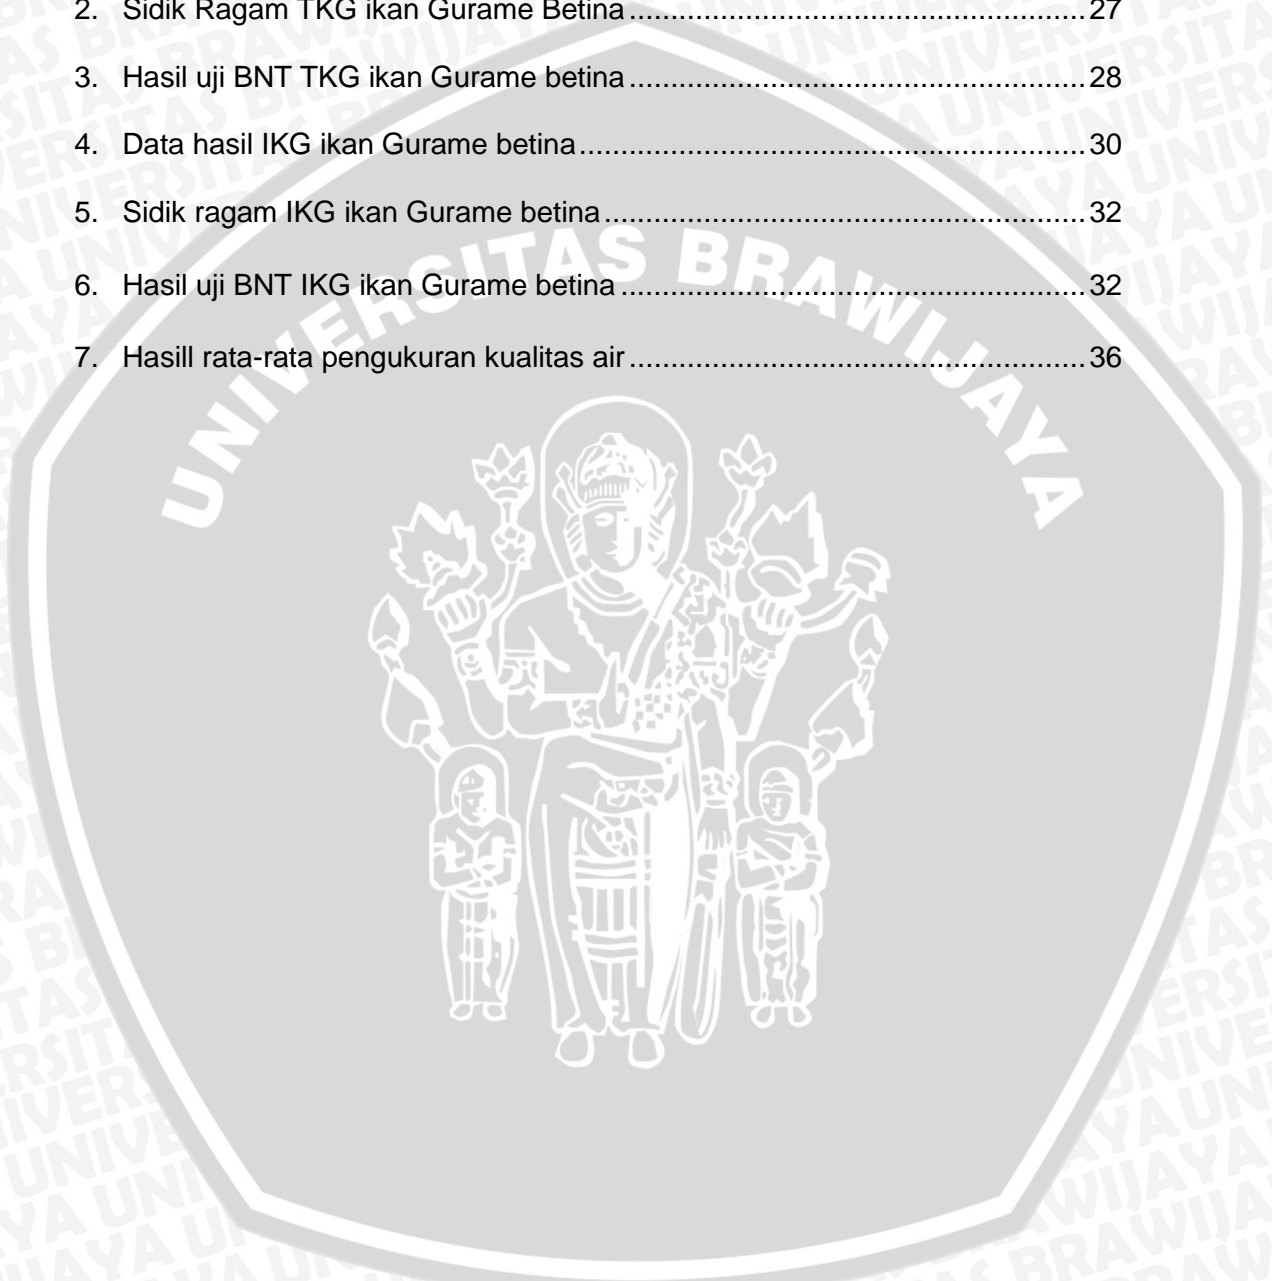 2. Sidik Ragam TKG ikan Gurame Betina........................................................27
3. Hasil uji BNT TKG ikan Gurame betina........................................................28
4. Data hasil IKG ikan Gurame betina..............................................................30
5. Sidik ragam IKG ikan Gurame betina...........................................................32
6. Hasil uji BNT IKG ikan Gurame betina.........................................................32
7. Hasill rata-rata pengukuran kualitas air........................................................36
UNIVERSITAS BRAWIJAYA